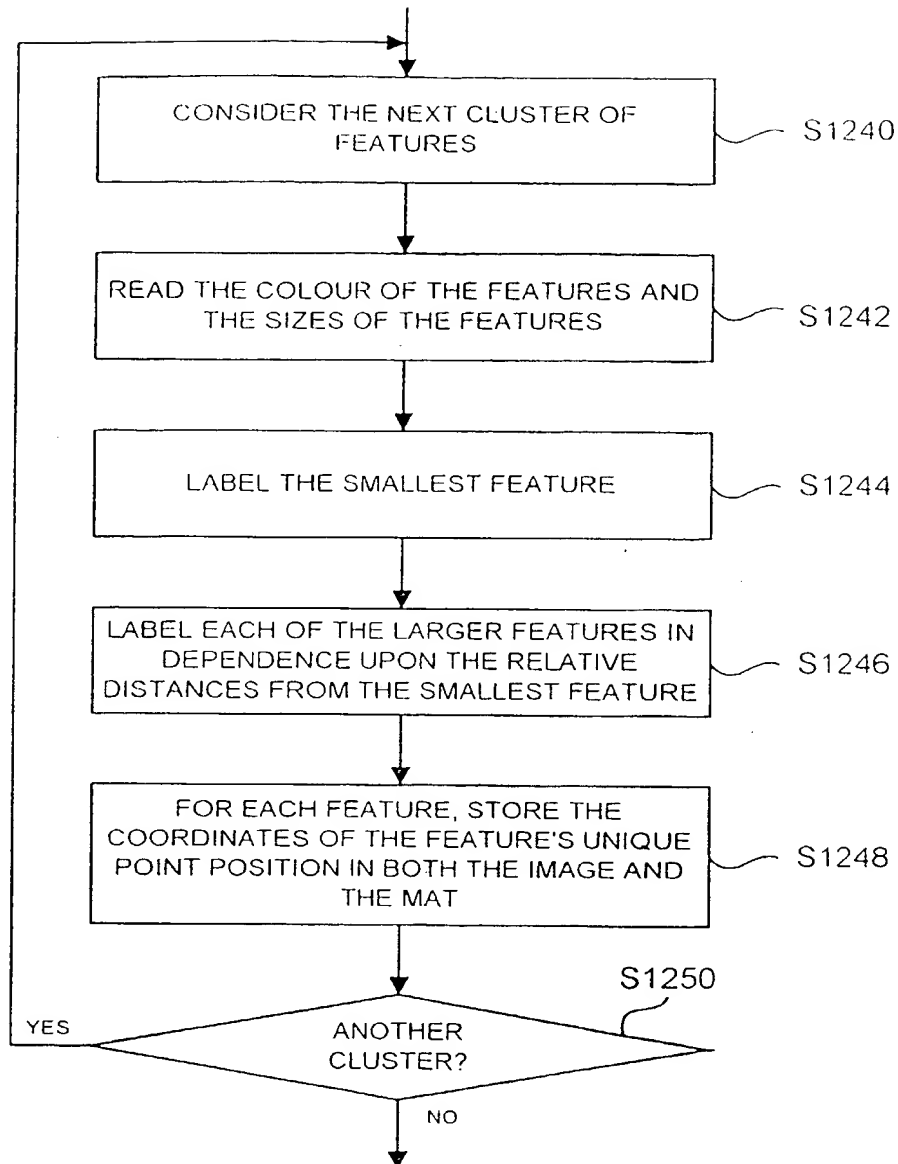 CONSIDER THE NEXT CLUSTER OF
FEATURES
S1240
READ THE COLOUR OF THE FEATURES AND
THE SIZES OF THE FEATURES
S1242
LABEL THE SMALLEST FEATURE
S1244
LABEL EACH OF THE LARGER FEATURES IN
DEPENDENCE UPON THE RELATIVE
DISTANCES FROM THE SMALLEST FEATURE
S1246
FOR EACH FEATURE, STORE THE
COORDINATES OF THE FEATURE'S UNIQUE
POINT POSITION IN BOTH THE IMAGE AND
THE MAT
S1248
S1250
YES
ANOTHER
CLUSTER?
NO